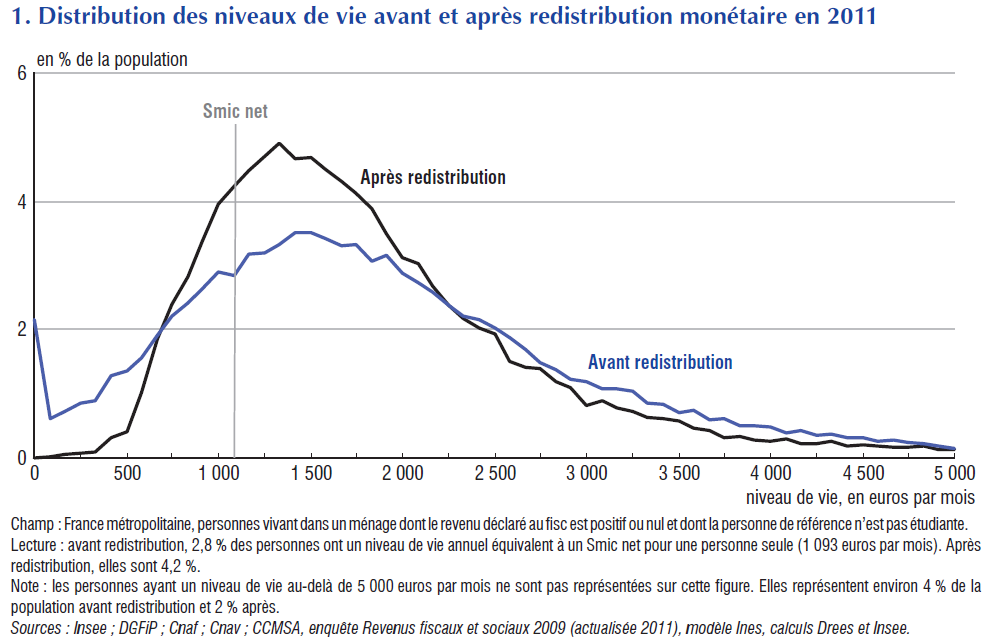 1. Distribution des niveaux de vie avant et après redistribution monétaire en 2011
en % de la population
6
Smic net
Après redistribution
4
2
Avant redistribution
0
0 500 1 000 1 500 2 000 2 500 3 000 3 500 4 000 4 500 5 000
niveau de vie, en euros par mois
Champ : France métropolitaine, personnes vivant dans un ménage dont le revenu déclaré au fisc est positif ou nul et dont la personne de référence n'est pas étudiante.
Lecture : avant redistribution, 2,8 % des personnes ont un niveau de vie annuel équivalent à un Smic net pour une personne seule (1 093 euros par mois). Après
redistribution, elles sont 4,2 %.
Note : les personnes ayant un niveau de vie au-delà de 5 000 euros par mois ne sont pas représentées sur cette figure. Elles représentent environ 4 % de la
population avant redistribution et 2 % après.
Sources : Insee ; DGFiP ; Cnaf ; Cnav ; CCMSA, enquête Revenus fiscaux et sociaux 2009 (actualisée 2011), modèle Ines, calculs Drees et Insee.